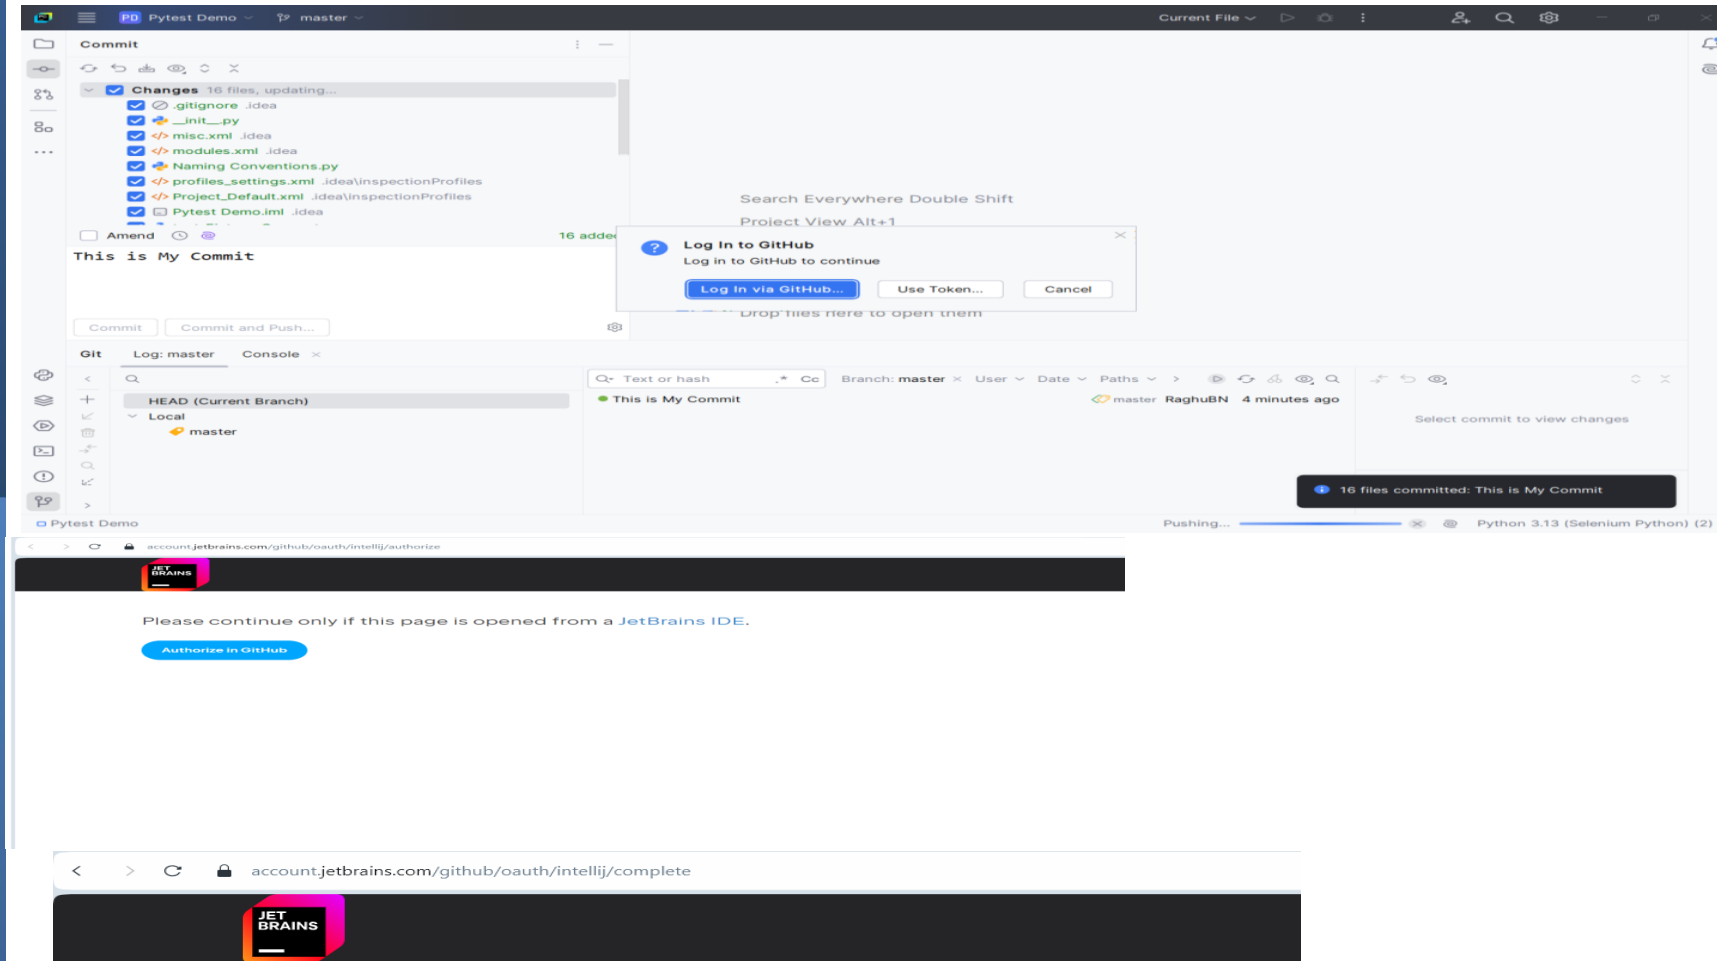 PD Pytest Demo master Current File
Commit
Changes 16 files, updating...
.gitignore .idea
__init__.py
misc.xml .idea
modules.xml .idea
Naming Conventions.py
profiles_settings.xml .idea\inspectionProfiles
Project_Default.xml .idea\inspectionProfiles
Pytest Demo.iml .idea
Amend 16 added
This is My Commit
Commit Commit and Push...
Search Everywhere Double Shift
Project View Alt+1
Log In to GitHub
Log in to GitHub to continue
Log In via GitHub... Use Token... Cancel
Drop files here to open them
Git Log: master Console
Text or hash .* Cc Branch: master User Date Paths
HEAD (Current Branch)
Local
master
This is My Commit master RaghuBN 4 minutes ago
Select commit to view changes
16 files committed: This is My Commit
Pytest Demo Pushing... Python 3.13 (Selenium Python) (2)
account.jetbrains.com/github/oauth/intellij/authorize
JET
BRAINS
Please continue only if this page is opened from a JetBrains IDE.
Authorize in GitHub
account.jetbrains.com/github/oauth/intellij/complete
JET
BRAINS